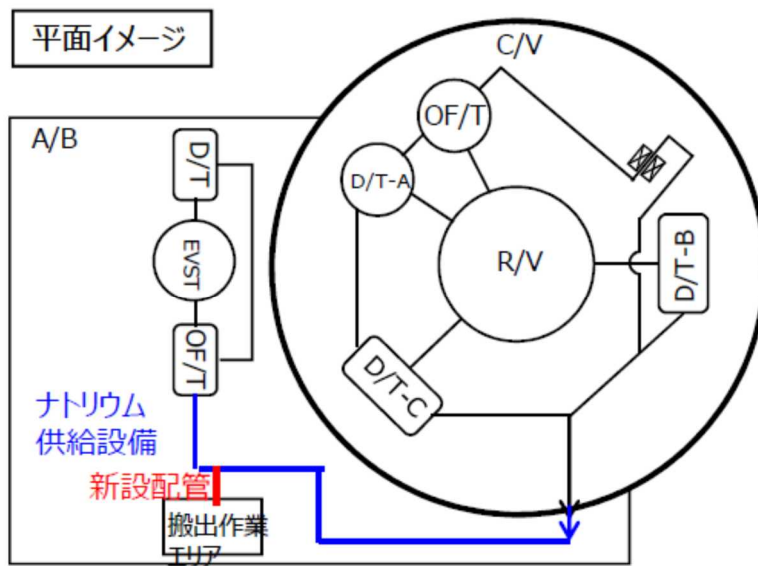 平面イメージ
C/V
A/B
OF/T
D/T
D/T-A
EVST
R/V
D/T-B
OF/T
D/T-C
ナトリウム
供給設備
新設配管
搬出作業
エリア